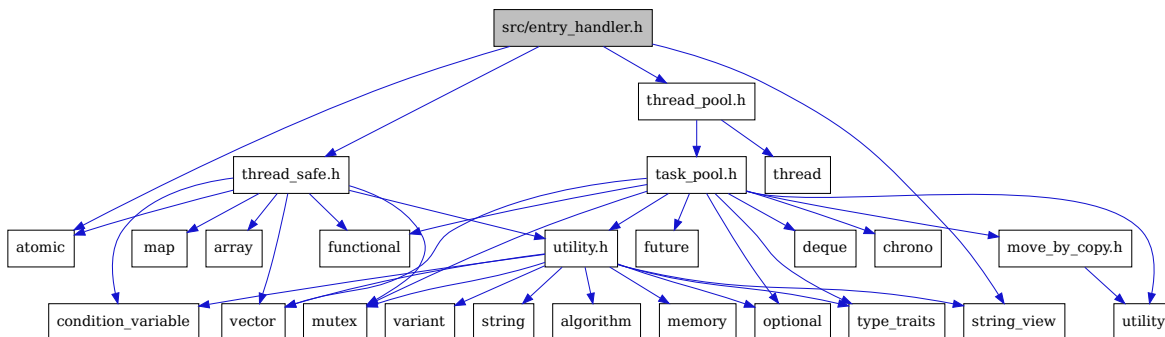 src/entry_handler.h
thread_pool.h
thread_safe.h
task_pool.h
thread
atomic
map
array
functional
utility.h
future
deque
chrono
move_by_copy.h
condition_variable
vector
mutex
variant
string
algorithm
memory
optional
type_traits
string_view
utility